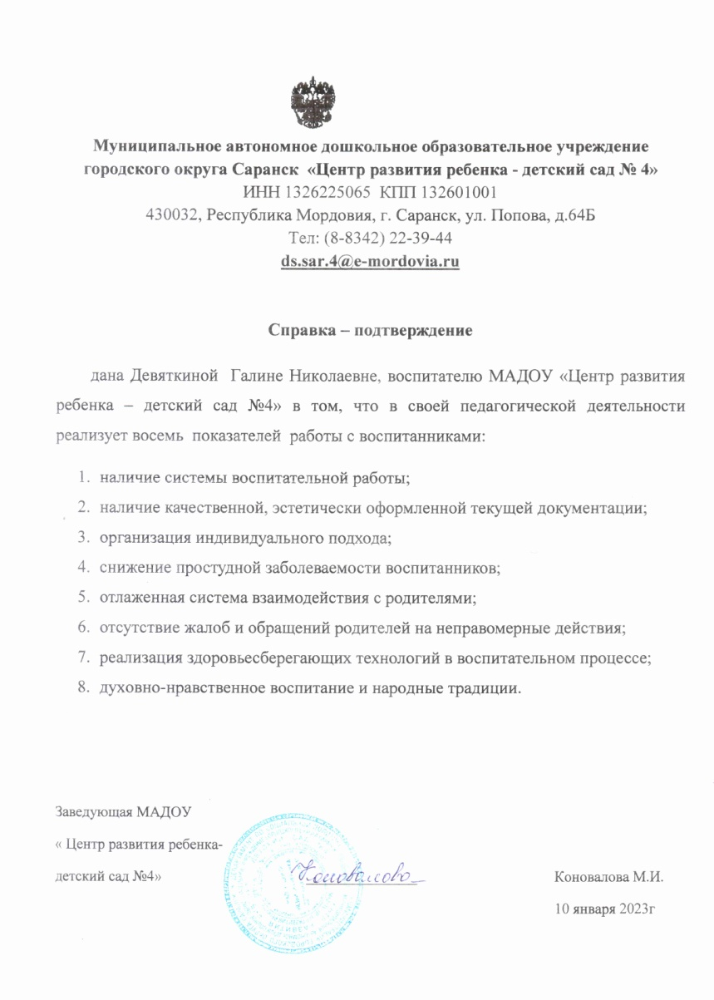 Муниципальное автономное дошкольное образовательное учреждение
городского округа Саранск «Центр развития ребенка - детский сад № 4»
ИНН 1326225065 КПП 132601001
430032, Республика Мордовия, г. Саранск, ул. Попова, д.64Б
Тел: (8-8342) 22-39-44
ds.sar.4@e-mordovia.ru
Справка – подтверждение
дана Девяткиной Галине Николаевне, воспитателю МАДОУ «Центр развития
ребенка – детский сад №4» в том, что в своей педагогической деятельности
реализует восемь показателей работы с воспитанниками:
1. наличие системы воспитательной работы;
2. наличие качественной, эстетически оформленной текущей документации;
3. организация индивидуального подхода;
4. снижение простудной заболеваемости воспитанников;
5. отлаженная система взаимодействия с родителями;
6. отсутствие жалоб и обращений родителей на неправомерные действия;
7. реализация здоровьесберегающих технологий в воспитательном процессе;
8. духовно-нравственное воспитание и народные традиции.
Заведующая МАДОУ
« Центр развития ребенка-
детский сад №4» Коновалова Коновалова М.И.
10 января 2023г